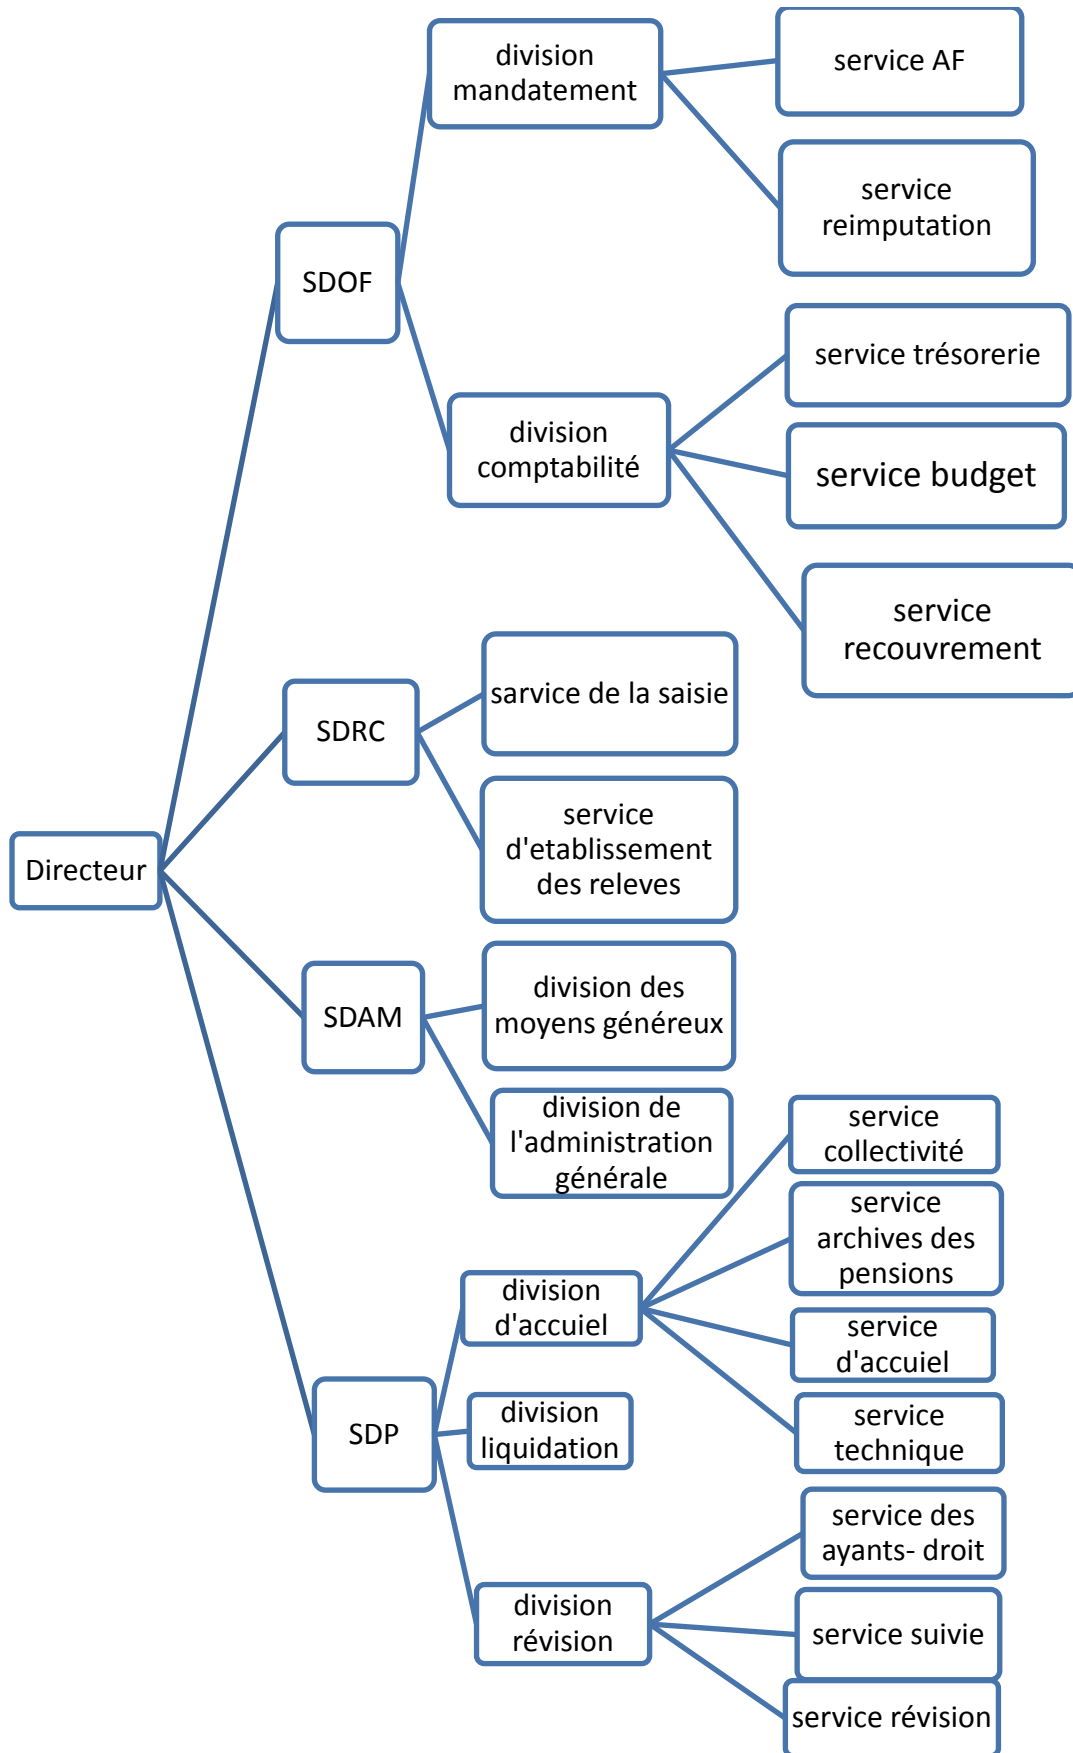 division
mandatement
service AF
service
reimputation
SDOF
service trésorerie
division
comptabilité
service budget
service
recouvrement
sarvice de la saisie
SDRC
service
d'etablissement
des releves
Directeur
division des
moyens généreux
SDAM
division de
l'administration
générale
service
collectivité
service
archives des
pensions
division
d'accuiel
service
d'accuiel
division
liquidation
SDP
service
technique
service des
ayants- droit
division
révision
service suivie
service révision